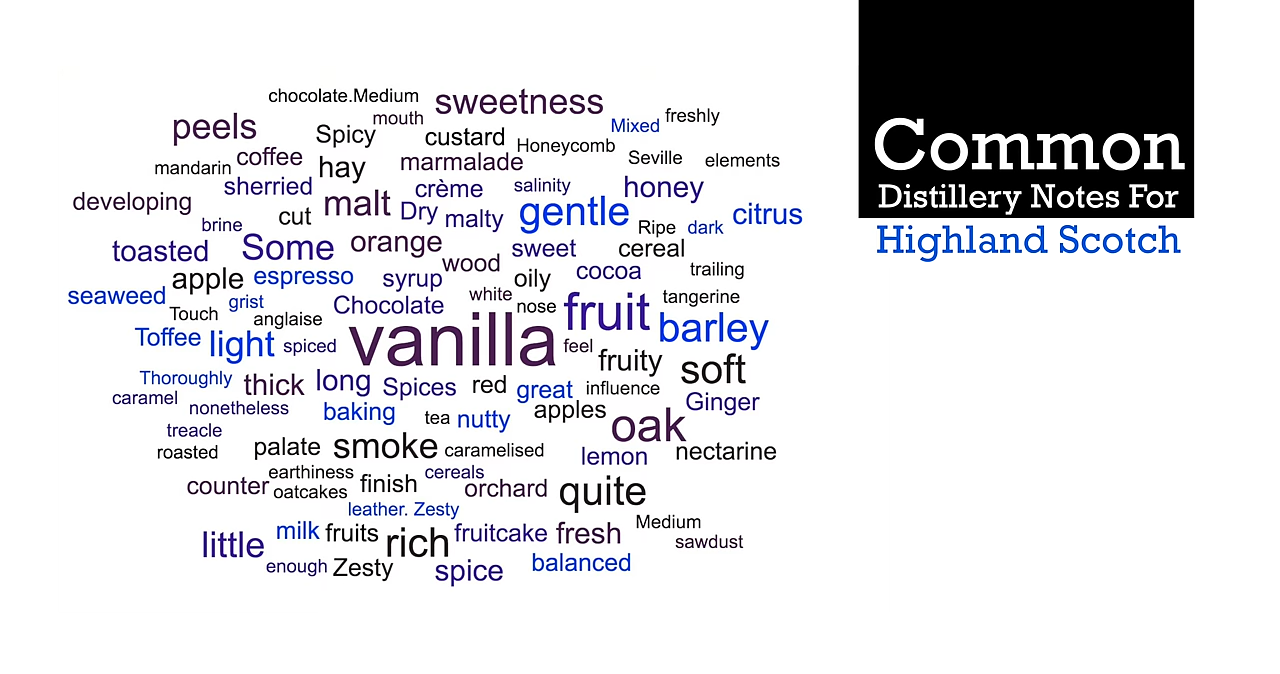 chocolate.Medium sweetness
peels Spicy mouth custard Mixed freshly
mandarin coffee hay marmalade Honeycomb Seville elements
developing sherried malt crème salinity honey
brine cut Dry malty gentle Ripe dark citrus
toasted Some orange sweet cereal
apple espresso syrup wood oily cocoa trailing
seaweed grist Chocolate white nose fruit tangerine
Touch anglaise vanilla barley
Toffee light spiced feel fruity soft
Thoroughly thick long Spices red great influence Ginger
caramel nonetheless baking tea nutty apples oak
treacle
roasted palate smoke caramelised lemon nectarine
earthiness cereals
counter oatcakes finish orchard quite
leather. Zesty
little milk fruits rich fruitcake fresh Medium
sawdust
enough Zesty spice balanced
Common
Distillery Notes For
Highland Scotch